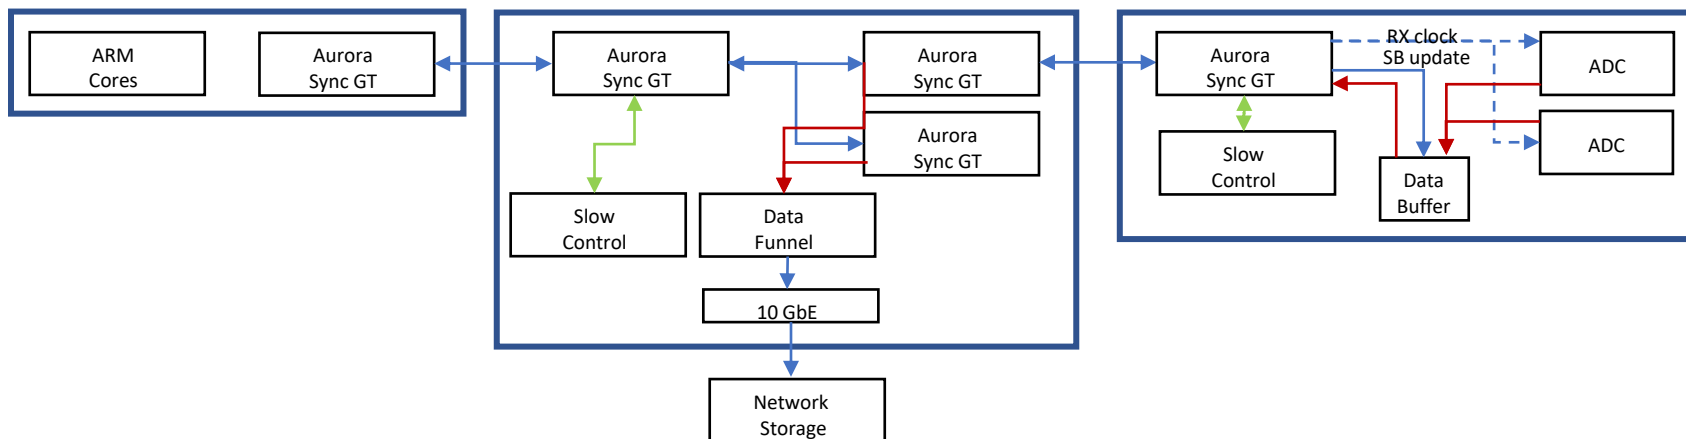 ARM
Cores
Aurora
Sync GT
Aurora
Sync GT
Aurora
Sync GT
Aurora
Sync GT
Slow
Control
Data
Funnel
10 GbE
Network
Storage
Aurora
Sync GT
RX clock
SB update
ADC
ADC
Slow
Control
Data
Buffer